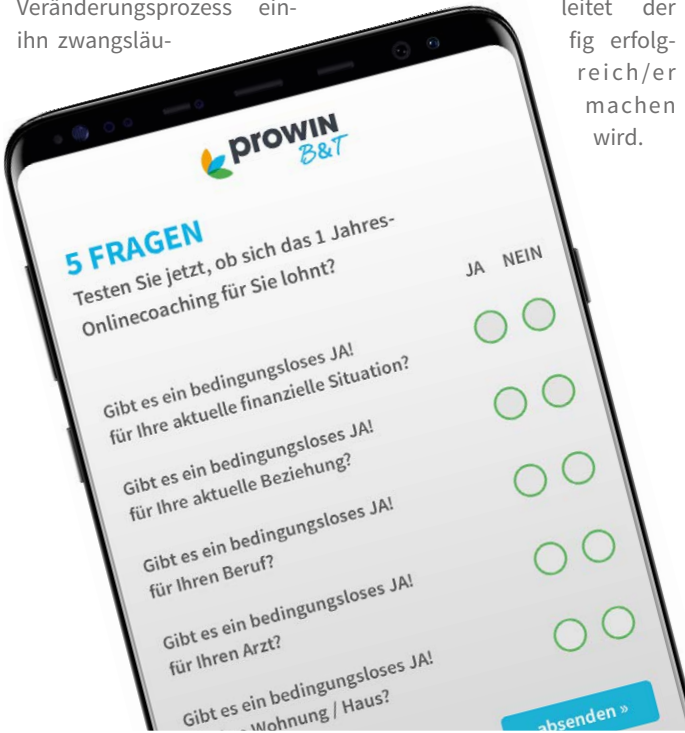 Veränderungsprozess ein- leitet der
ihn zwangsläu- fig erfolg-
reich/er
machen
wird.
prowin
B&T
5 FRAGEN
Testen Sie jetzt, ob sich das 1 Jahres-
Onlinecoaching für Sie lohnt?
JA NEIN
Gibt es ein bedingungsloses JA!
für Ihre aktuelle finanzielle Situation?
Gibt es ein bedingungsloses JA!
für Ihre aktuelle Beziehung?
Gibt es ein bedingungsloses JA!
für Ihren Beruf?
Gibt es ein bedingungsloses JA!
für Ihren Arzt?
Gibt es ein bedingungsloses JA!
Wohnung / Haus?
absenden »